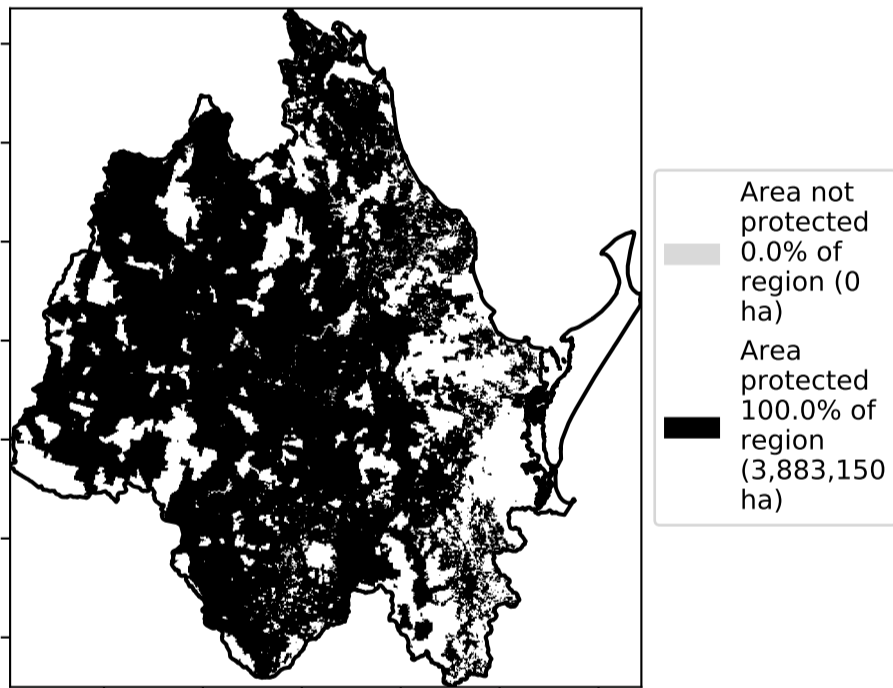 Area not
protected
0.0% of
region (0
ha)
Area
protected
100.0% of
region
(3,883,150
ha)